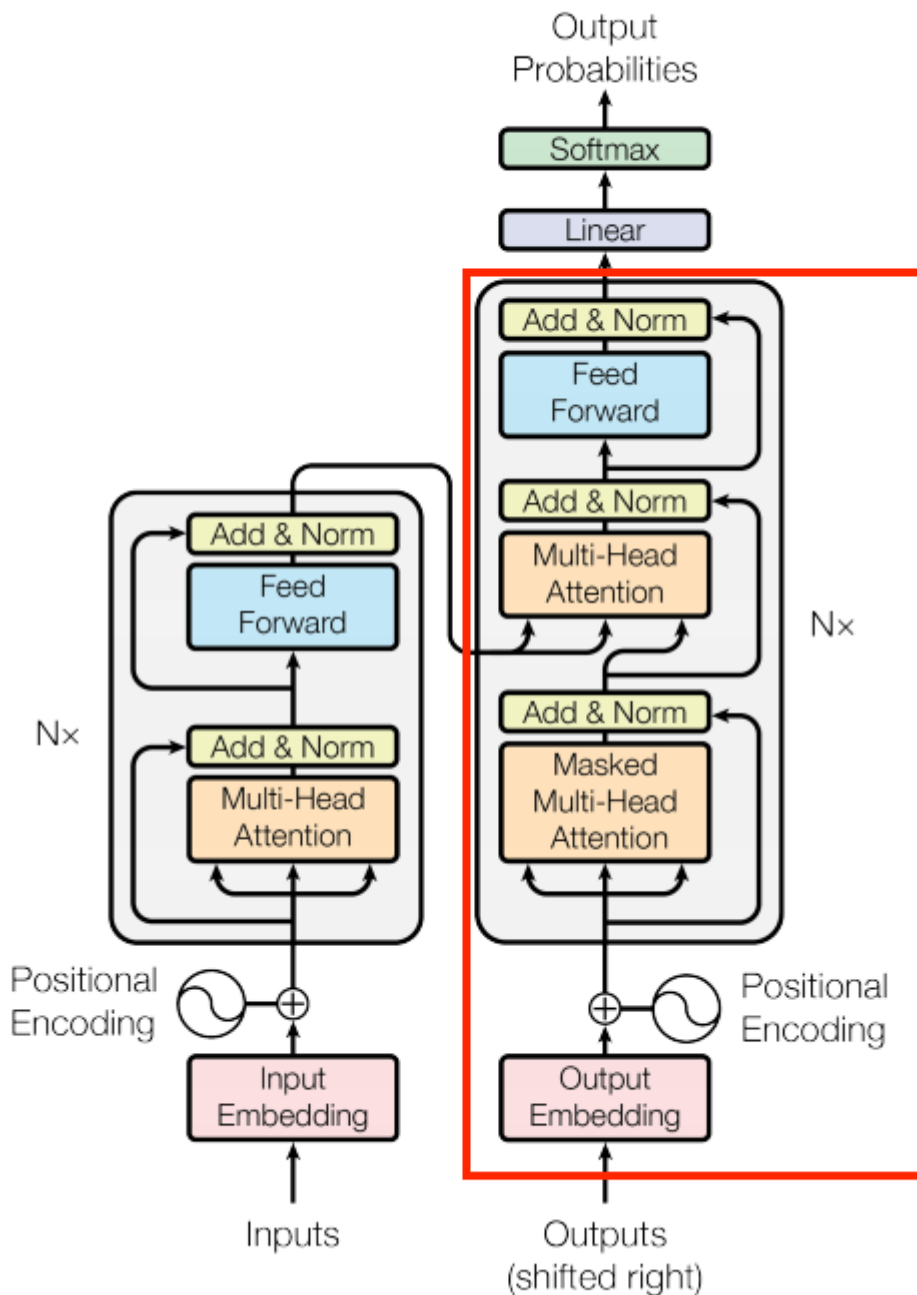 Output
Probabilities
Softmax
Linear
Add & Norm
Feed
Forward
Add & Norm
Multi-Head
Attention
N×
Add & Norm
Masked
Multi-Head
Attention
Positional
Encoding
Output
Embedding
Outputs
(shifted right)
Add & Norm
Feed
Forward
N×
Add & Norm
Multi-Head
Attention
Positional
Encoding
Input
Embedding
Inputs